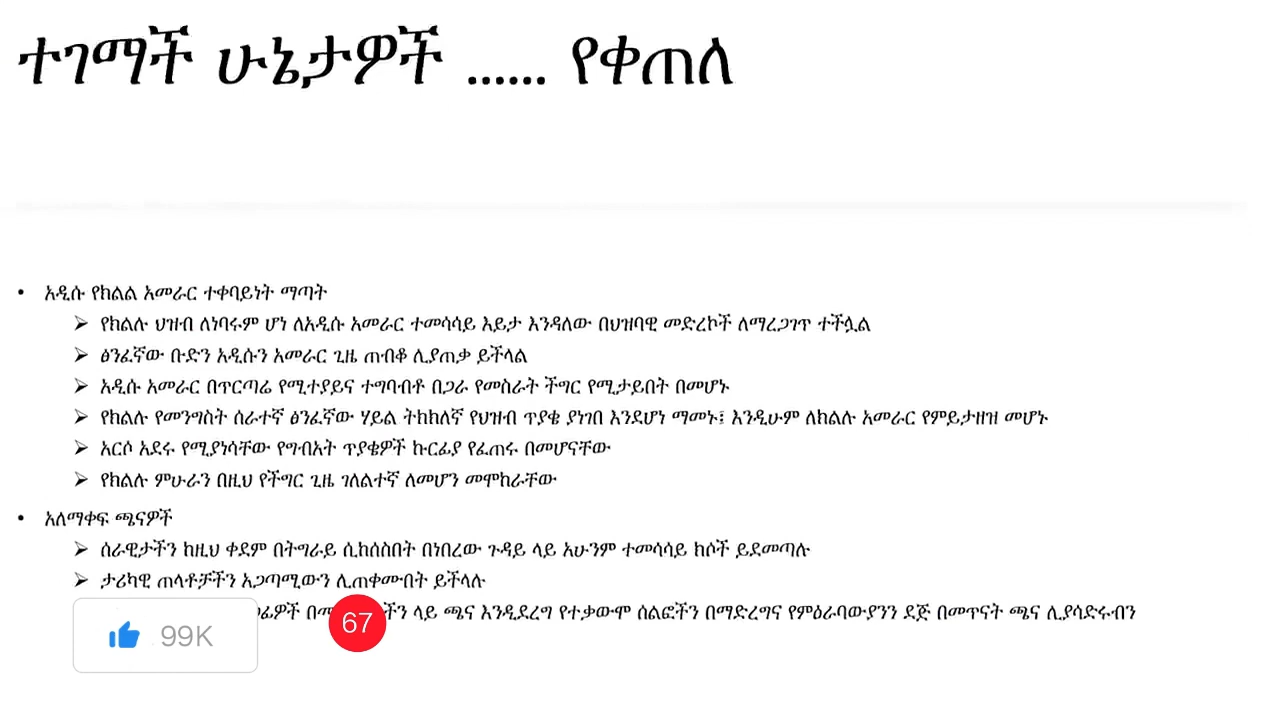 ተገማች ሁኔታዎች ...... የቀጠለ
• አዲሱ የክልል አመራር ተቀባይነት ማጣት
➢ የክልሉ ህዝብ ለነባሩም ሆነ ለአዲሱ አመራር ተመሳሳይ እይታ እንዳለው በህዝባዊ መድረኮች ለማረጋገጥ ተችሏል
➢ ፅንፈኛው ቡድን አዲሱን አመራር ጊዜ ጠብቆ ሊያጠቃ ይችላል
➢ አዲሱ አመራር በጥርጣሬ የሚተያይና ተግባብቶ በጋራ የመስራት ችግር የሚታይበት በመሆኑ
➢ የክልሉ የመንግስት ሰራተኛ ፅንፈኛው ሃይል ትክክለኛ የህዝብ ጥያቄ ያነገበ እንደሆነ ማመኑ፤ እንዲሁም ለክልሉ አመራር የምይታዘዝ መሆኑ
➢ አርሶ አደሩ የሚያነሳቸው የግብአት ጥያቄዎች ኩርፊያ የፈጠሩ በመሆናቸው
➢ የክልሉ ምሁራን በዚህ የችግር ጊዜ ገለልተኛ ለመሆን መሞከራቸው
• አለማቀፍ ጫናዎች
➢ ሰራዊታችን ከዚህ ቀደም በትግራይ ሲከሰስበት በነበረው ጉዳይ ላይ አሁንም ተመሳሳይ ክሶች ይደመጣሉ
➢ ታሪካዊ ጠላቶቻችን አጋጣሚውን ሊጠቀሙበት ይችላሉ
ላይ ጫና እንዲደረግ የተቃውሞ ሰልፎችን በማድረግና የምዕራባውያንን ደጅ በመጥናት ጫና ሊያሳድሩብን
99K
67